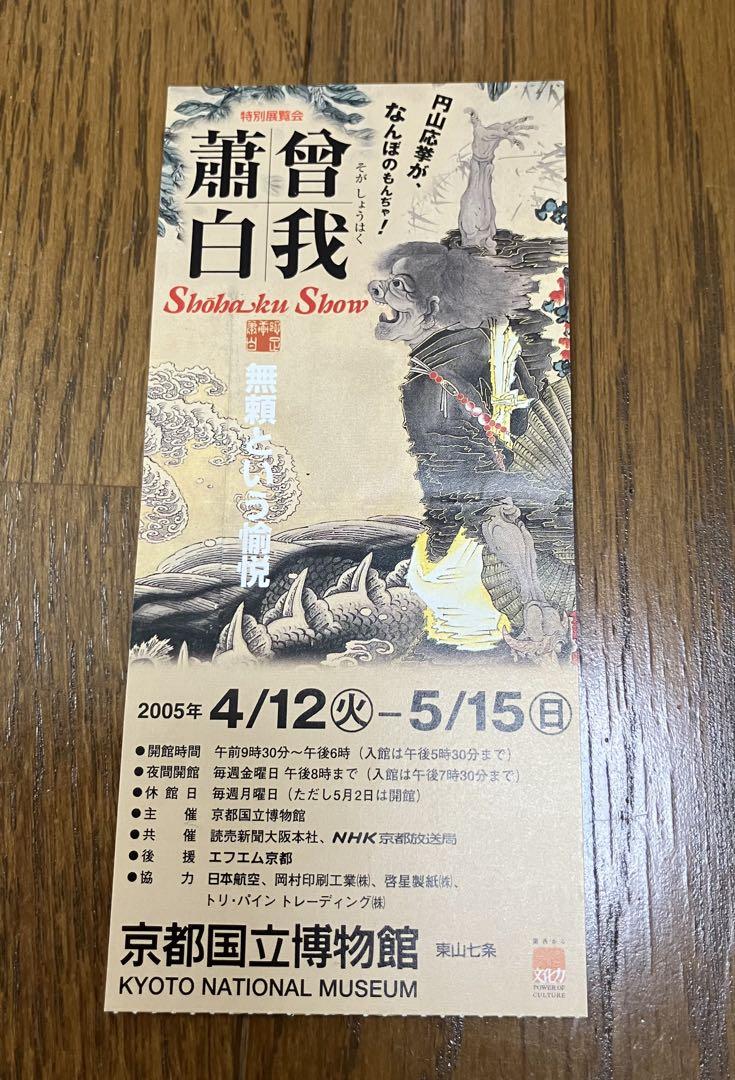 特別展覧会
曾我
蕭白
そが しょうはく
Shōhaku Show
円山応挙が、
なんぼのもんぢゃ!
無頼という愉悦
2005年 4/12㊋–5/15㊐
●開館時間 午前9時30分〜午後6時(入館は午後5時30分まで)
●夜間開館 毎週金曜日 午後8時まで(入館は午後7時30分まで)
●休館日 毎週月曜日(ただし5月2日は開館)
●主催 京都国立博物館
●共催 読売新聞大阪本社、NHK京都放送局
●後援 エフエム京都
●協力 日本航空、岡村印刷工業㈱、啓星製紙㈱、
トリ・パイン トレーディング㈱
京都国立博物館 東山七条
KYOTO NATIONAL MUSEUM
関西から
文化力
POWER OF
CULTURE